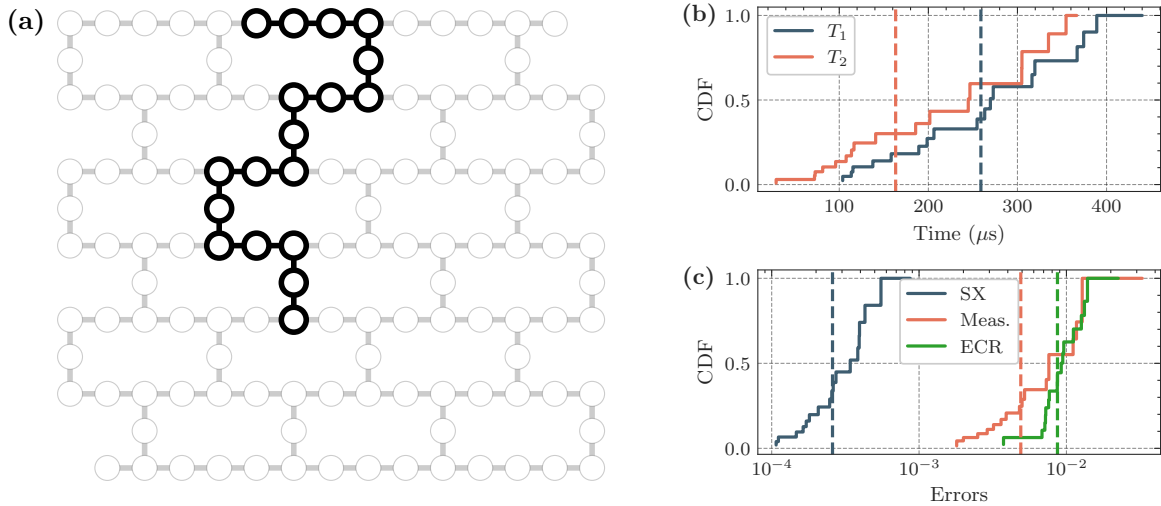 (a)
(b)
1.0
0.5
0.0
CDF
T₁
T₂
100 200 300 400
Time (μs)
(c)
1.0
0.5
0.0
CDF
SX
Meas.
ECR
10⁻⁴ 10⁻³ 10⁻²
Errors